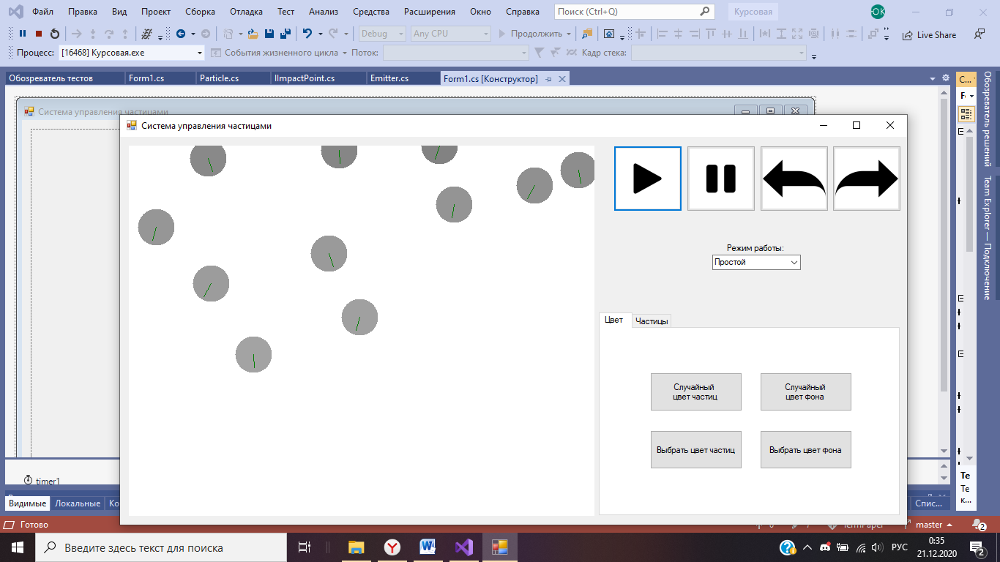 Файл Правка Вид Проект Сборка Отладка Тест Анализ Средства Расширения Окно Справка Поиск (Ctrl+Q) Курсовая ОК
Debug Any CPU Продолжить Live Share
Процесс: [16468] Курсовая.exe События жизненного цикла Поток: Кадр стека:
Обозреватель тестов Form1.cs Particle.cs IImpactPoint.cs Emitter.cs Form1.cs [Конструктор] С...
Обозреватель решений
Team Explorer — Подключение
Система управления частицами
Система управления частицами
Режим работы:
Простой
Цвет Частицы
Случайный
цвет частиц
Случайный
цвет фона
Выбрать цвет частиц Выбрать цвет фона
timer1
Те
Те
к...
Видимые Локальные Ко Спис...
Готово
master
2
Введите здесь текст для поиска
РУС
0:35
21.12.2020
2